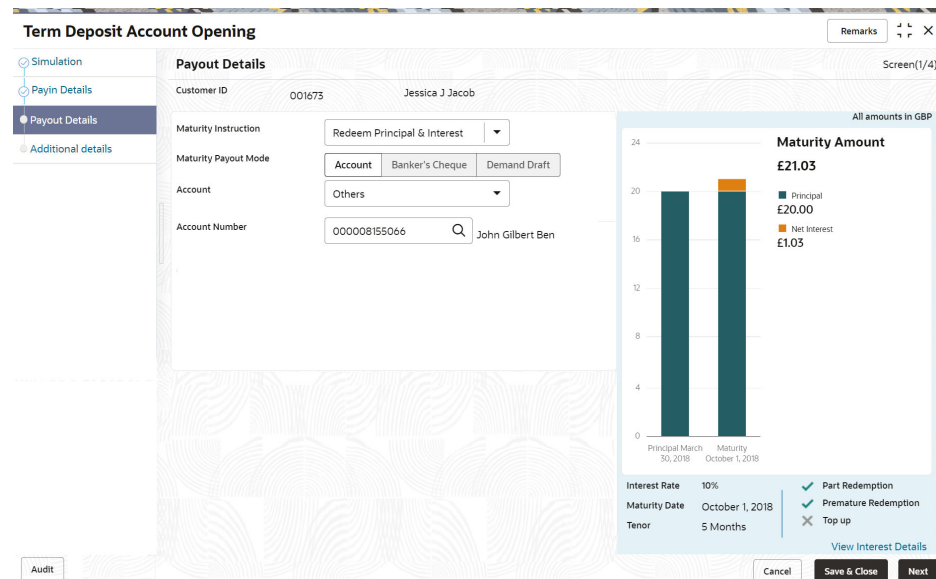 Term Deposit Account Opening
Remarks
Simulation
Payin Details
Payout Details
Additional details
Payout Details
Screen(1/4)
Customer ID 001673 Jessica J Jacob
Maturity Instruction Redeem Principal & Interest
Maturity Payout Mode Account Banker's Cheque Demand Draft
Account Others
Account Number 000008155066 John Gilbert Ben
All amounts in GBP
24
20
16
12
8
4
0
Principal March
30, 2018
Maturity
October 1, 2018
Maturity Amount
£21.03
Principal
£20.00
Net Interest
£1.03
Interest Rate 10%
Maturity Date October 1, 2018
Tenor 5 Months
Part Redemption
Premature Redemption
Top up
View Interest Details
Audit
Cancel Save & Close Next